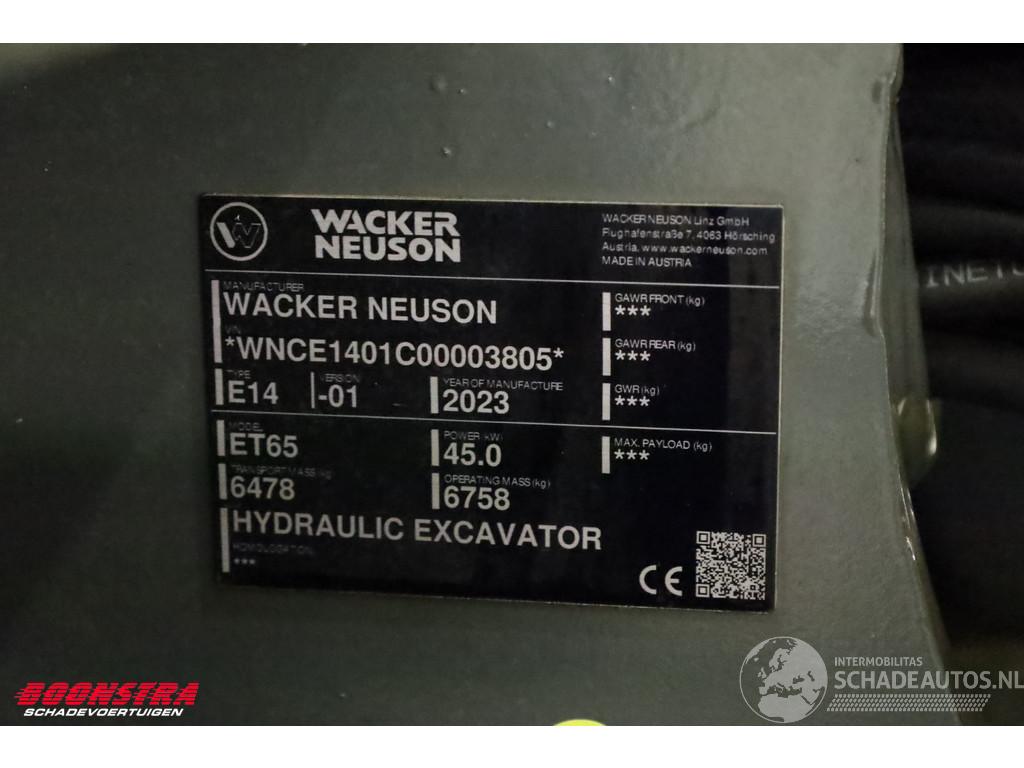 WACKER
NEUSON
WACKER NEUSON Linz GmbH
Flughafenstraße 7, 4063 Hörsching
Austria, www.wackerneuson.com
MADE IN AUSTRIA
MANUFACTURER
WACKER NEUSON
GAWR FRONT (kg)
***
VIN
*WNCE1401C00003805*
GAWR REAR (kg)
***
TYPE VERSION YEAR OF MANUFACTURE
E14 -01 2023
GWR (kg)
***
MODEL POWER (kW)
ET65 45.0
MAX. PAYLOAD (kg)
***
TRANSPORT MASS (kg) OPERATING MASS (kg)
6478 6758
HYDRAULIC EXCAVATOR
HOMOLOGATION
***
CE
BOONSTRA
SCHADEVOERTUIGEN
INTERMOBILITAS
SCHADEAUTOS.NL